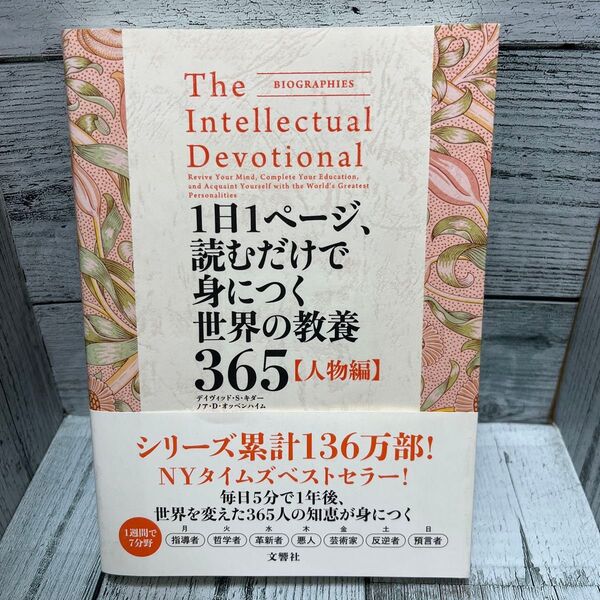 The
BIOGRAPHIES
Intellectual
Devotional
Revive Your Mind, Complete Your Education,
and Acquaint Yourself with the World's Greatest
Personalities
1日1ページ、
読むだけで
身につく
世界の教養
365【人物編】
デイヴィッド・S・キダー
ノア・D・オッペンハイム
シリーズ累計136万部!
NYタイムズベストセラー!
毎日5分で1年後、
世界を変えた365人の知恵が身につく
1週間で
7分野
月 火 水 木 金 土 日
指導者 哲学者 革新者 悪人 芸術家 反逆者 預言者
文響社